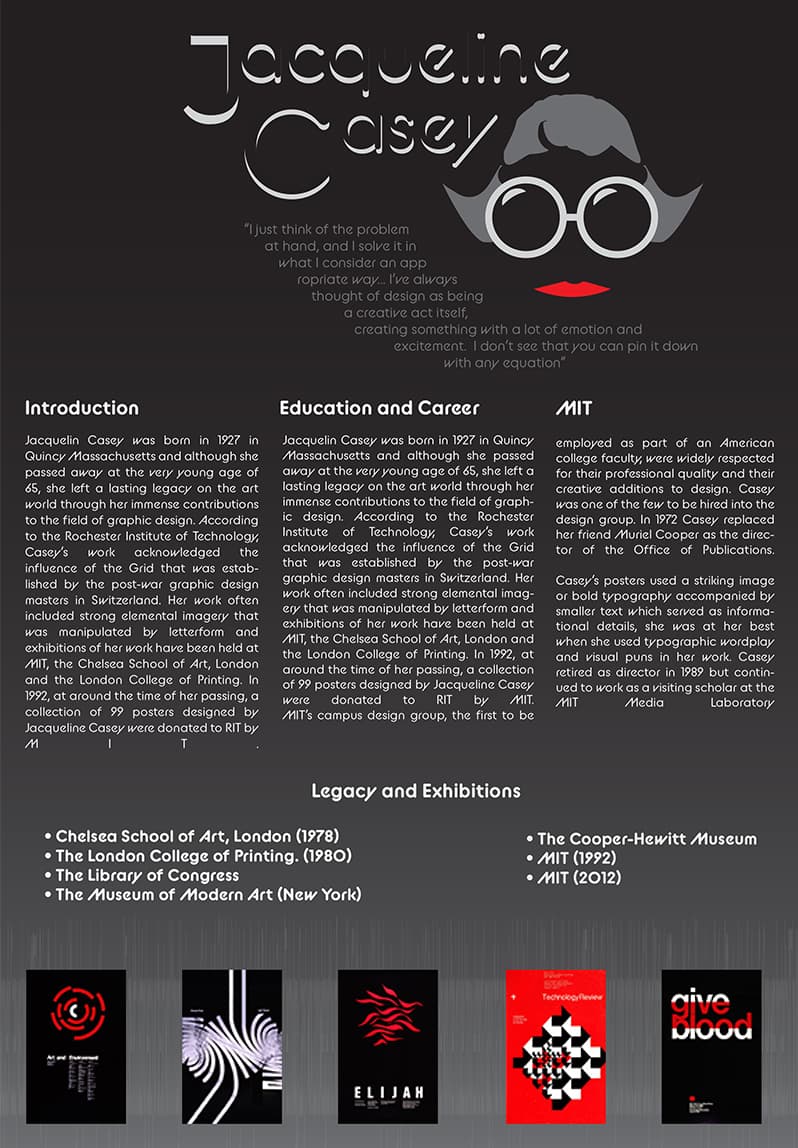 Jacqueline
Casey
“I just think of the problem
at hand, and I solve it in
what I consider an app
ropriate way... I’ve always
thought of design as being
a creative act itself,
creating something with a lot of emotion and
excitement. I don’t see that you can pin it down
with any equation”
Introduction
Jacquelin Casey was born in 1927 in
Quincy Massachusetts and although she
passed away at the very young age of
65, she left a lasting legacy on the art
world through her immense contributions
to the field of graphic design. According
to the Rochester Institute of Technology,
Casey’s work acknowledged the
influence of the Grid that was estab-
lished by the post-war graphic design
masters in Switzerland. Her work often
included strong elemental imagery that
was manipulated by letterform and
exhibitions of her work have been held at
MIT, the Chelsea School of Art, London
and the London College of Printing. In
1992, at around the time of her passing, a
collection of 99 posters designed by
Jacqueline Casey were donated to RIT by
M I T .
Education and Career
Jacquelin Casey was born in 1927 in Quincy
Massachusetts and although she passed
away at the very young age of 65, she left a
lasting legacy on the art world through her
immense contributions to the field of graph-
ic design. According to the Rochester
Institute of Technology, Casey’s work
acknowledged the influence of the Grid
that was established by the post-war
graphic design masters in Switzerland. Her
work often included strong elemental imag-
ery that was manipulated by letterform and
exhibitions of her work have been held at
MIT, the Chelsea School of Art, London and
the London College of Printing. In 1992, at
around the time of her passing, a collection
of 99 posters designed by Jacqueline Casey
were donated to RIT by MIT.
MIT’s campus design group, the first to be
MIT
employed as part of an American
college faculty, were widely respected
for their professional quality and their
creative additions to design. Casey
was one of the few to be hired into the
design group. In 1972 Casey replaced
her friend Muriel Cooper as the direc-
tor of the Office of Publications.
Casey’s posters used a striking image
or bold typography accompanied by
smaller text which served as informa-
tional details, she was at her best
when she used typographic wordplay
and visual puns in her work. Casey
retired as director in 1989 but contin-
ued to work as a visiting scholar at the
MIT Media Laboratory
Legacy and Exhibitions
• Chelsea School of Art, London (1978)
• The London College of Printing. (1980)
• The Library of Congress
• The Museum of Modern Art (New York)
• The Cooper-Hewitt Museum
• MIT (1992)
• MIT (2012)
Art and Environment
ELIJAH
Technology Review
give
blood